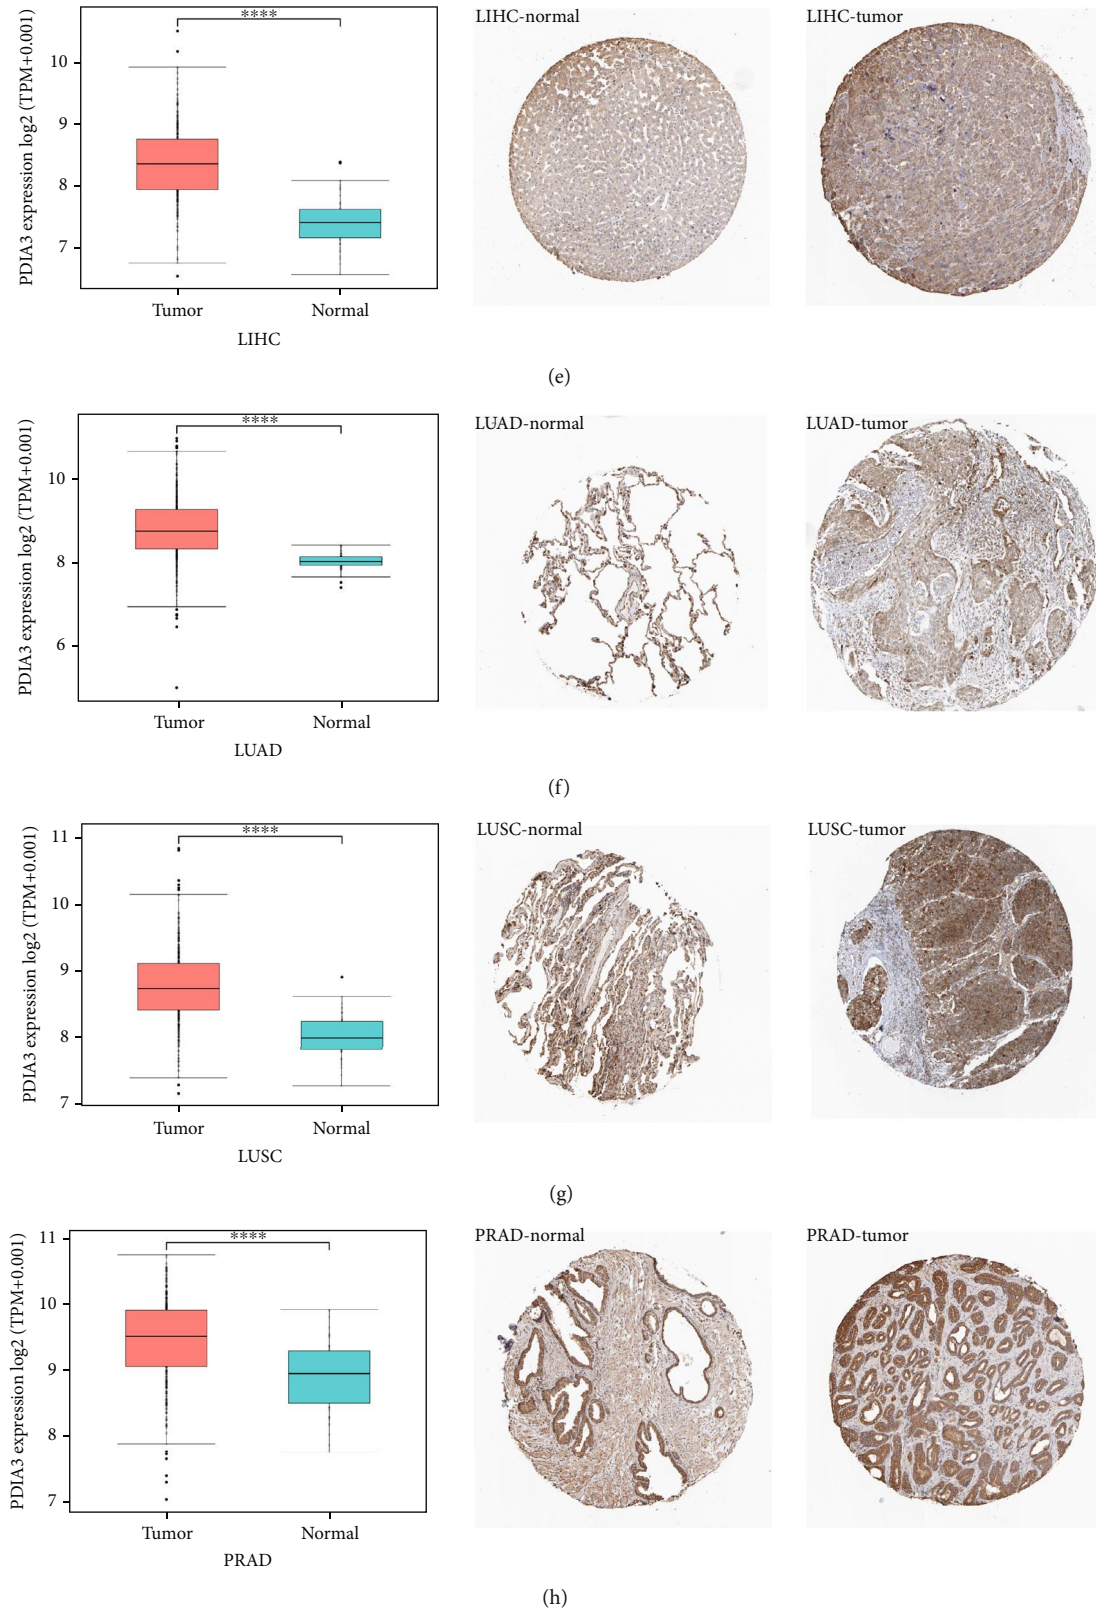 PDIA3 expression log2 (TPM+0.001)
10
9
8
7
****
Tumor
Normal
LIHC
LIHC-normal
LIHC-tumor
(e)
PDIA3 expression log2 (TPM+0.001)
10
8
6
****
Tumor
Normal
LUAD
LUAD-normal
LUAD-tumor
(f)
PDIA3 expression log2 (TPM+0.001)
11
10
9
8
7
****
Tumor
Normal
LUSC
LUSC-normal
LUSC-tumor
(g)
PDIA3 expression log2 (TPM+0.001)
11
10
9
8
7
****
Tumor
Normal
PRAD
PRAD-normal
PRAD-tumor
(h)